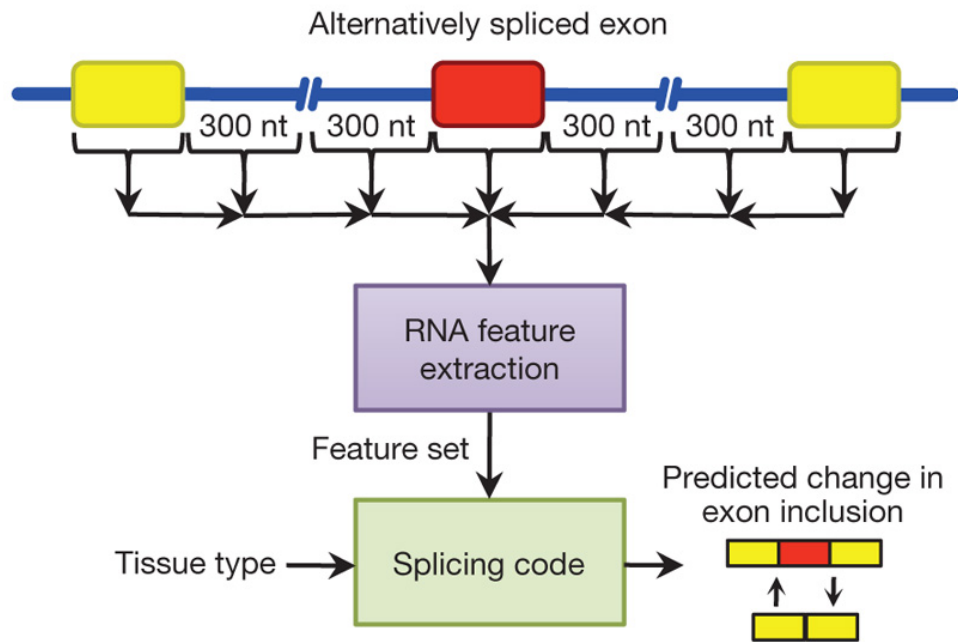 Alternatively spliced exon
300 nt 300 nt 300 nt 300 nt
RNA feature
extraction
Feature set
Predicted change in
exon inclusion
Tissue type
Splicing code